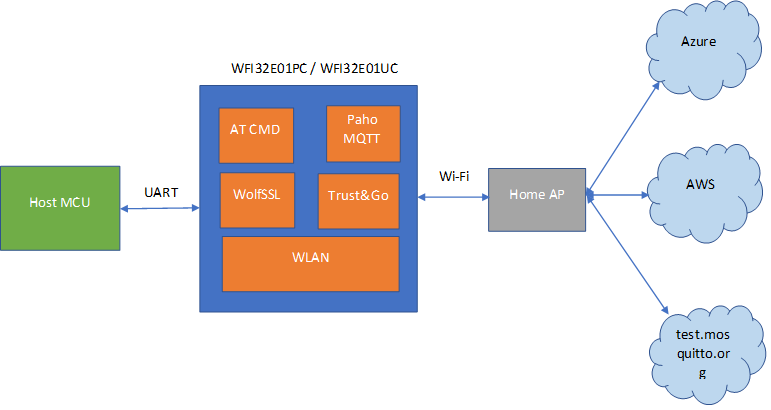 WFI32E01PC / WFI32E01UC
AT CMD
Paho
MQTT
WolfSSL
Trust&Go
WLAN
Host MCU
UART
Wi-Fi
Home AP
Azure
AWS
test.mos
quitto.or
g